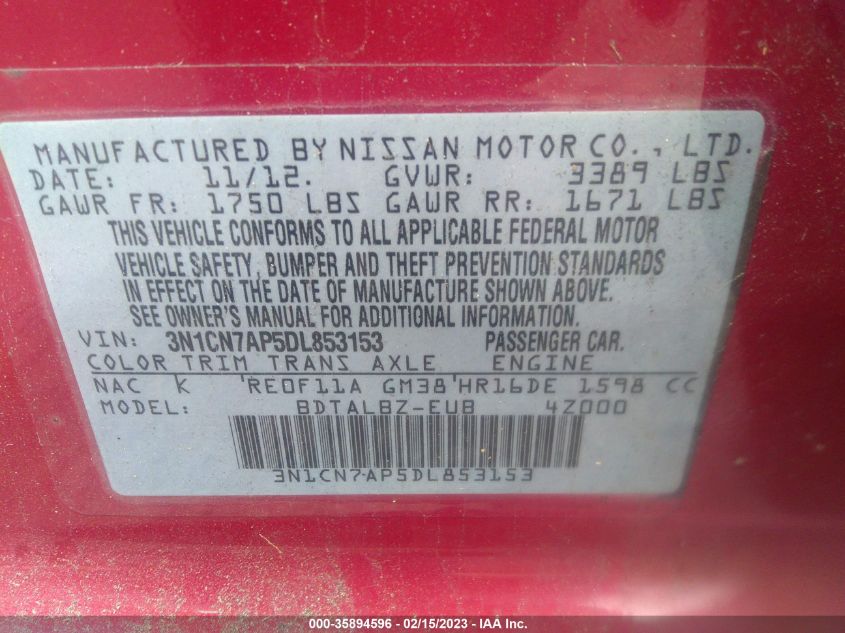 MANUFACTURED BY NISSAN MOTOR CO., LTD.
DATE: 11/12. GVWR: 3389 LBS
GAWR FR: 1750 LBS GAWR RR: 1671 LBS
THIS VEHICLE CONFORMS TO ALL APPLICABLE FEDERAL MOTOR
VEHICLE SAFETY, BUMPER AND THEFT PREVENTION STANDARDS
IN EFFECT ON THE DATE OF MANUFACTURE SHOWN ABOVE.
SEE OWNER'S MANUAL FOR ADDITIONAL INFORMATION.
VIN: 3N1CN7AP5DL853153 PASSENGER CAR.
COLOR TRIM TRANS AXLE ENGINE
NAC K 'RE0F11A GM38'HR16DE 1598 CC
MODEL: BDTALBZ-EUB 4Z000
3N1CN7AP5DL853153
000-35894596 - 02/15/2023 - IAA Inc.